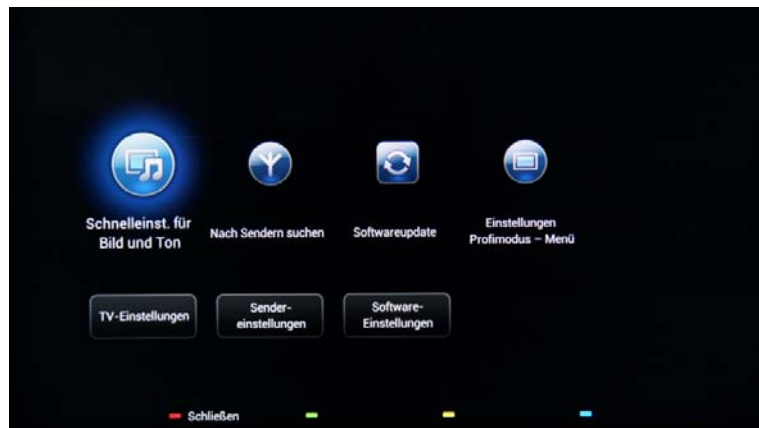 Schnelleinst. für
Bild und Ton
Nach Sendern suchen
Softwareupdate
Einstellungen
Profimodus – Menü
TV-Einstellungen
Sender-
einstellungen
Software-
Einstellungen
Schließen